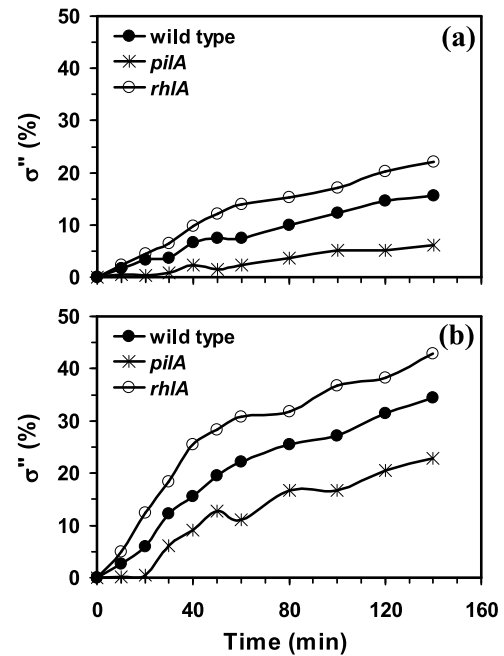 (a)
wild type
pilA
rhlA
50
40
30
20
10
0
σ" (%)
(b)
wild type
pilA
rhlA
50
40
30
20
10
0
σ" (%)
0 40 80 120 160
Time (min)